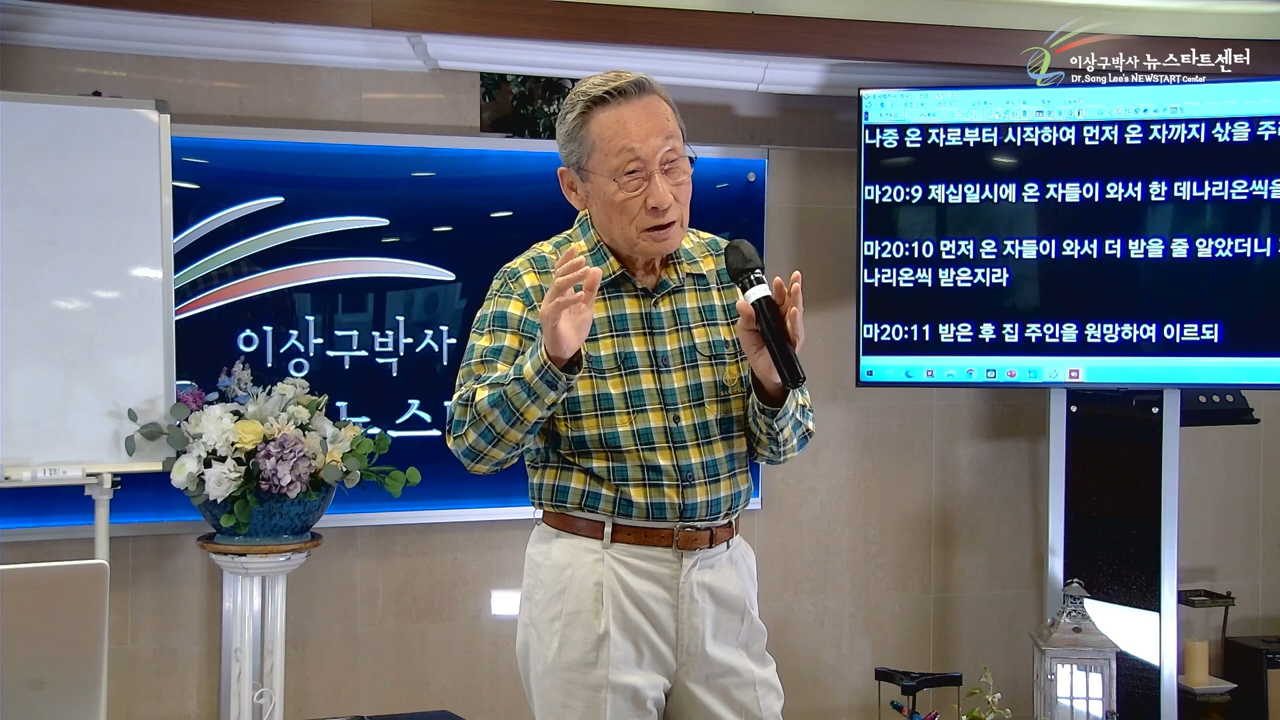 이상구박사 뉴스타트센터
Dr. Sang Lee's NEWSTART Center
나중 온 자로부터 시작하여 먼저 온 자까지 삯을 주
마20:9 제십일시에 온 자들이 와서 한 데나리온씩을
마20:10 먼저 온 자들이 와서 더 받을 줄 알았더니
나리온씩 받은지라
마20:11 받은 후 집 주인을 원망하여 이르되
이상구박사
뉴스